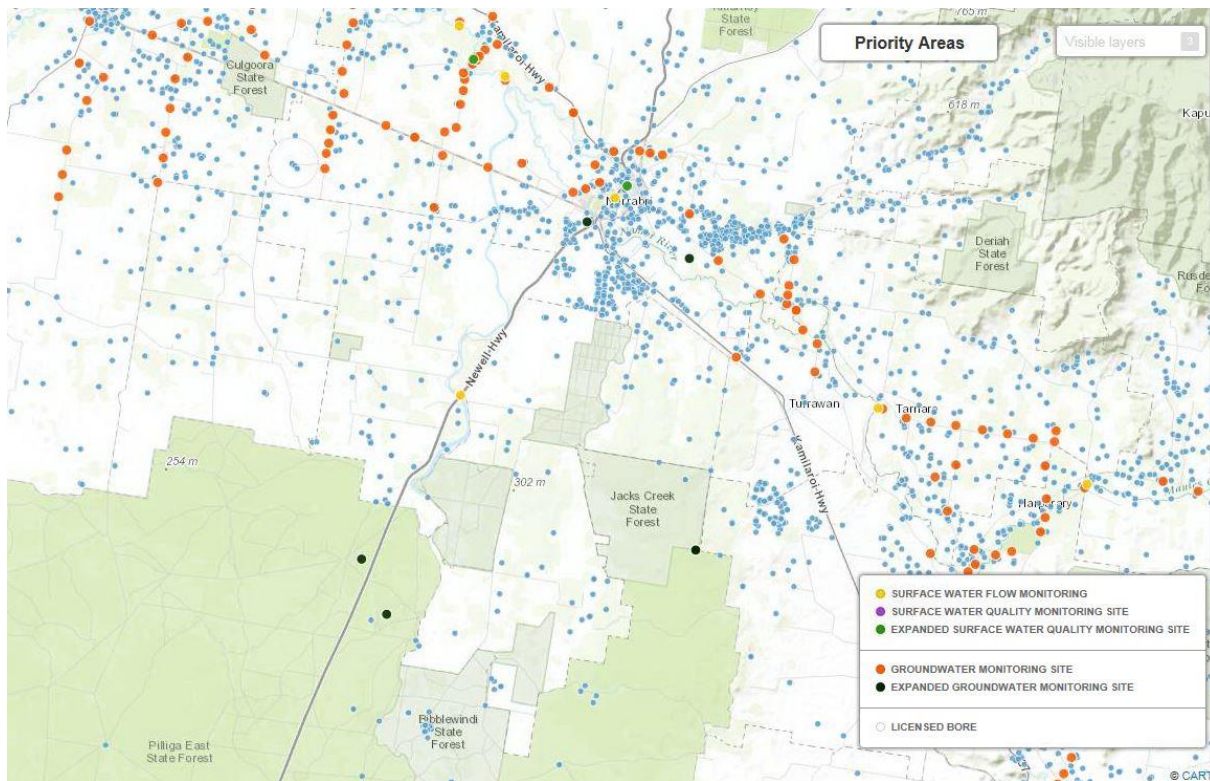 State Forest
765 m
Priority Areas
Visible layers 3
Kamilaroi-Hwy
Culgoora
State
Forest
618 m
Narrabri
Deriah
State
Forest
Newell-Hwy
Turrawan
254 m
302 m
Kamilaroi-Hwy
Jacks Creek
State
Forest
SURFACE WATER FLOW MONITORING
SURFACE WATER QUALITY MONITORING SITE
EXPANDED SURFACE WATER QUALITY MONITORING SITE
GROUNDWATER MONITORING SITE
EXPANDED GROUNDWATER MONITORING SITE
LICENSED BORE
Bibblewindi
State
Forest
Pilliga East
State Forest
© CART